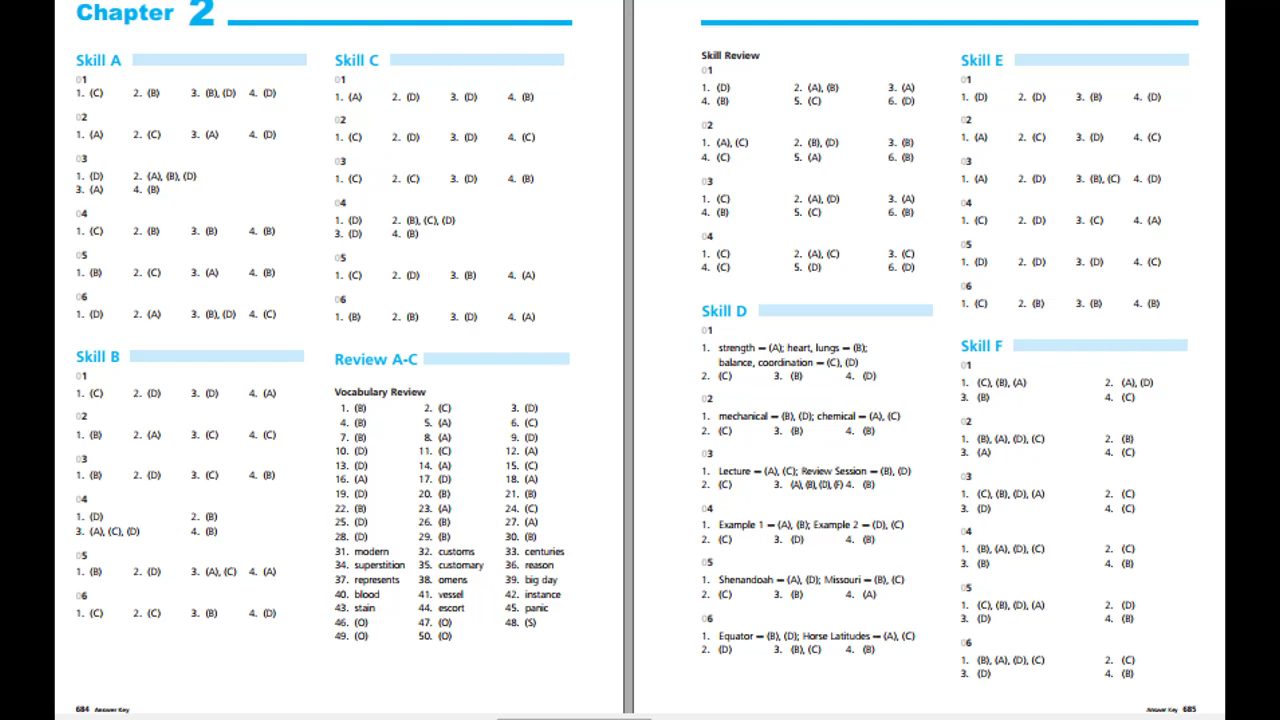 Chapter 2
Skill A
01
1. (C) 2. (B) 3. (B), (D) 4. (D)
02
1. (A) 2. (C) 3. (A) 4. (D)
03
1. (D) 2. (A), (B), (D)
3. (A) 4. (B)
04
1. (C) 2. (B) 3. (B) 4. (B)
05
1. (B) 2. (C) 3. (A) 4. (B)
06
1. (D) 2. (A) 3. (B), (D) 4. (C)
Skill B
01
1. (C) 2. (D) 3. (D) 4. (A)
02
1. (B) 2. (A) 3. (C) 4. (C)
03
1. (B) 2. (D) 3. (C) 4. (B)
04
1. (D) 2. (B)
3. (A), (C), (D) 4. (B)
05
1. (B) 2. (D) 3. (A), (C) 4. (A)
06
1. (C) 2. (C) 3. (B) 4. (D)
Skill C
01
1. (A) 2. (D) 3. (D) 4. (B)
02
1. (C) 2. (D) 3. (D) 4. (C)
03
1. (C) 2. (C) 3. (D) 4. (B)
04
1. (D) 2. (B), (C), (D)
3. (D) 4. (B)
05
1. (C) 2. (D) 3. (B) 4. (A)
06
1. (B) 2. (B) 3. (D) 4. (A)
Review A-C
Vocabulary Review
1. (B) 2. (C) 3. (D)
4. (B) 5. (A) 6. (C)
7. (B) 8. (A) 9. (D)
10. (D) 11. (C) 12. (A)
13. (D) 14. (A) 15. (C)
16. (A) 17. (D) 18. (A)
19. (D) 20. (B) 21. (B)
22. (B) 23. (A) 24. (C)
25. (D) 26. (B) 27. (A)
28. (D) 29. (B) 30. (B)
31. modern 32. customs 33. centuries
34. superstition 35. customary 36. reason
37. represents 38. omens 39. big day
40. blood 41. vessel 42. instance
43. stain 44. escort 45. panic
46. (O) 47. (O) 48. (S)
49. (O) 50. (O)
684 Answer Key
Skill Review
01
1. (D) 2. (A), (B) 3. (A)
4. (B) 5. (C) 6. (D)
02
1. (A), (C) 2. (B), (D) 3. (B)
4. (C) 5. (A) 6. (B)
03
1. (C) 2. (A), (D) 3. (A)
4. (B) 5. (C) 6. (B)
04
1. (C) 2. (A), (C) 3. (C)
4. (C) 5. (D) 6. (D)
Skill D
01
1. strength – (A); heart, lungs – (B);
balance, coordination – (C), (D)
2. (C) 3. (B) 4. (D)
02
1. mechanical – (B), (D); chemical – (A), (C)
2. (C) 3. (B) 4. (B)
03
1. Lecture – (A), (C); Review Session – (B), (D)
2. (C) 3. (A), (B), (D), (F) 4. (B)
04
1. Example 1 – (A), (B); Example 2 – (D), (C)
2. (C) 3. (D) 4. (B)
05
1. Shenandoah – (A), (D); Missouri – (B), (C)
2. (C) 3. (B) 4. (A)
06
1. Equator – (B), (D); Horse Latitudes – (A), (C)
2. (D) 3. (B), (C) 4. (B)
Skill E
01
1. (D) 2. (D) 3. (B) 4. (D)
02
1. (A) 2. (C) 3. (D) 4. (C)
03
1. (A) 2. (D) 3. (B), (C) 4. (D)
04
1. (C) 2. (D) 3. (C) 4. (A)
05
1. (D) 2. (D) 3. (D) 4. (C)
06
1. (C) 2. (B) 3. (B) 4. (B)
Skill F
01
1. (C), (B), (A) 2. (A), (D)
3. (B) 4. (C)
02
1. (B), (A), (D), (C) 2. (B)
3. (A) 4. (C)
03
1. (C), (B), (D), (A) 2. (C)
3. (D) 4. (C)
04
1. (B), (A), (D), (C) 2. (C)
3. (B) 4. (B)
05
1. (C), (B), (D), (A) 2. (D)
3. (D) 4. (B)
06
1. (B), (A), (D), (C) 2. (C)
3. (D) 4. (B)
Answer Key 685